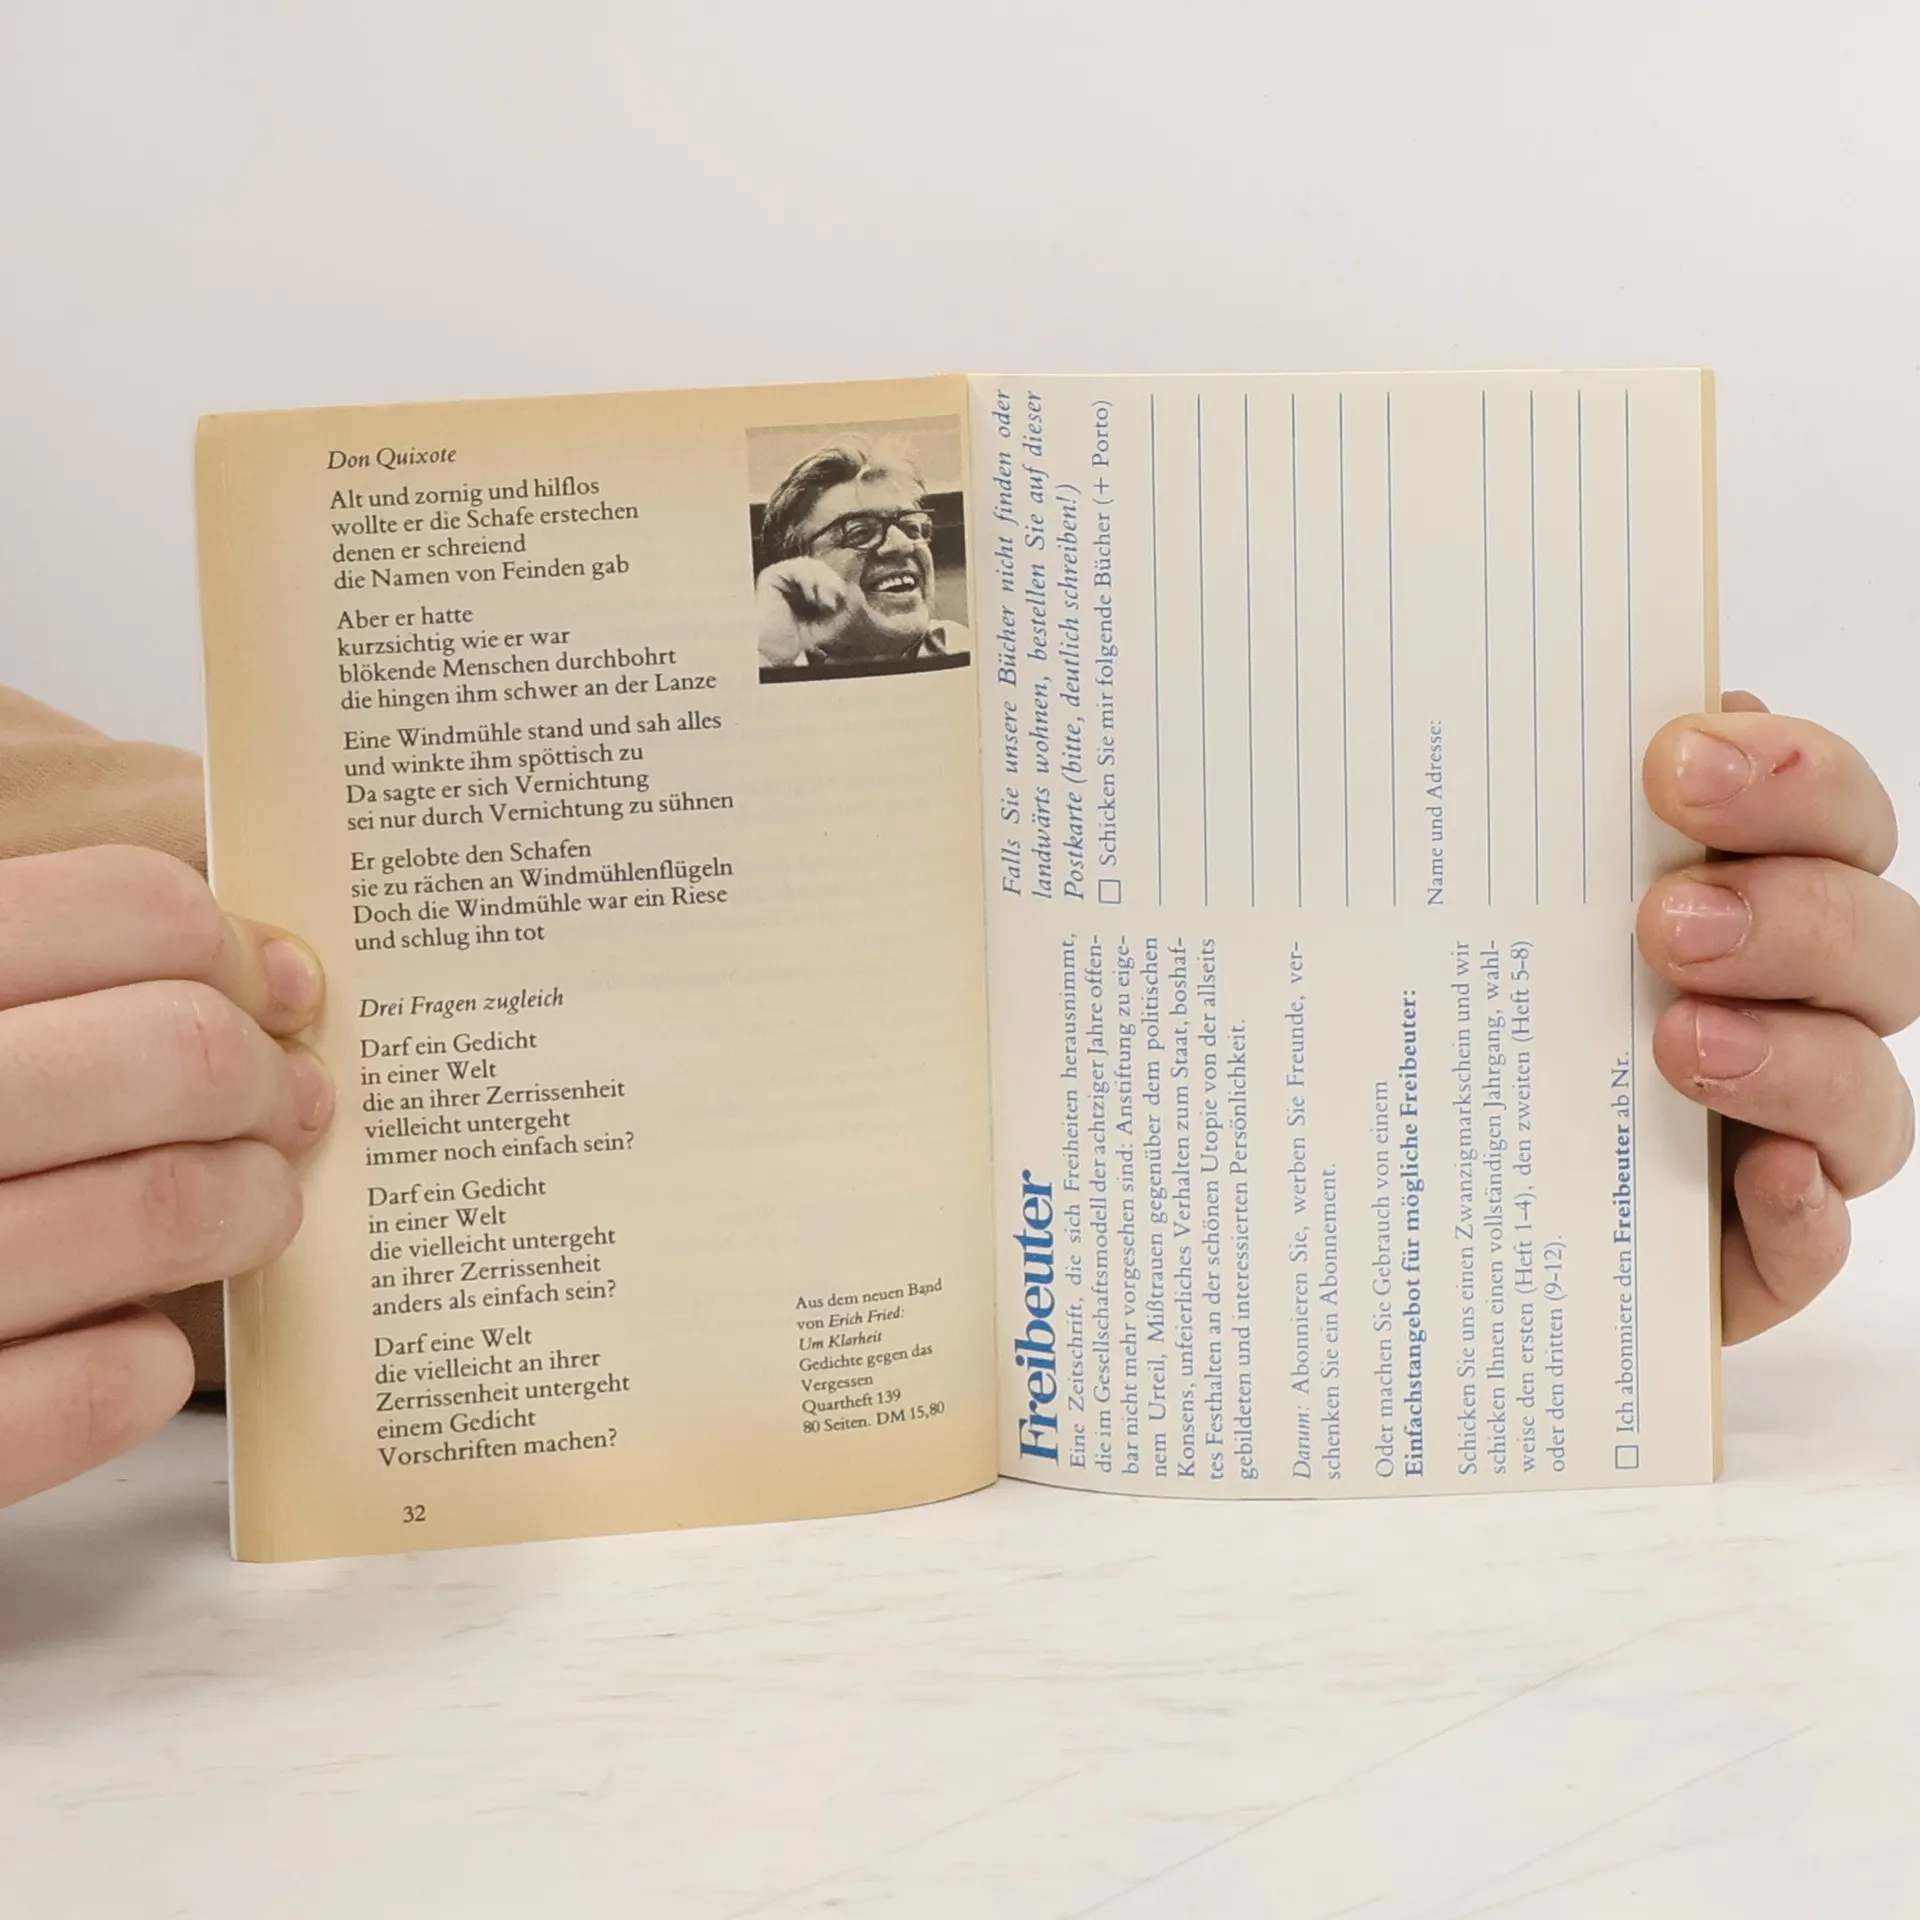 Don Quixote
Alt und zornig und hilflos
wollte er die Schafe erstechen
denen er schreiend
die Namen von Feinden gab
Aber er hatte
kurzsichtig wie er war
blökende Menschen durchbohrt
die hingen ihm schwer an der Lanze
Eine Windmühle stand und sah alles
und winkte ihm spöttisch zu
Da sagte er sich Vernichtung
sei nur durch Vernichtung zu sühnen
Er gelobte den Schafen
sie zu rächen an Windmühlenflügeln
Doch die Windmühle war ein Riese
und schlug ihn tot
Drei Fragen zugleich
Darf ein Gedicht
in einer Welt
die an ihrer Zerrissenheit
vielleicht untergeht
immer noch einfach sein?
Darf ein Gedicht
in einer Welt
die vielleicht untergeht
an ihrer Zerrissenheit
anders als einfach sein?
Darf eine Welt
die vielleicht an ihrer
Zerrissenheit untergeht
einem Gedicht
Vorschriften machen?
Aus dem neuen Band
von Erich Fried:
Um Klarheit
Gedichte gegen das
Vergessen
Quartheft 139
80 Seiten. DM 15,80
32
Freibeuter
Eine Zeitschrift, die sich Freiheiten herausnimmt,
die im Gesellschaftsmodell der achtziger Jahre offen-
bar nicht mehr vorgesehen sind: Anstiftung zu eige-
nem Urteil, Mißtrauen gegenüber dem politischen
Konsens, unfeierliches Verhalten zum Staat, boshaf-
tes Festhalten an der schönen Utopie von der allseits
gebildeten und interessierten Persönlichkeit.
Darum: Abonnieren Sie, werben Sie Freunde, ver-
schenken Sie ein Abonnement.
Oder machen Sie Gebrauch von einem
Einfachstangebot für mögliche Freibeuter:
Schicken Sie uns einen Zwanzigmarkschein und wir
schicken Ihnen einen vollständigen Jahrgang, wahl-
weise den ersten (Heft 1–4), den zweiten (Heft 5–8)
oder den dritten (9–12).
Ich abonniere den Freibeuter ab Nr.
Falls Sie unsere Bücher nicht finden oder
landwärts wohnen, bestellen Sie auf dieser
Postkarte (bitte, deutlich schreiben!)
Schicken Sie mir folgende Bücher (+ Porto)
Name und Adresse: